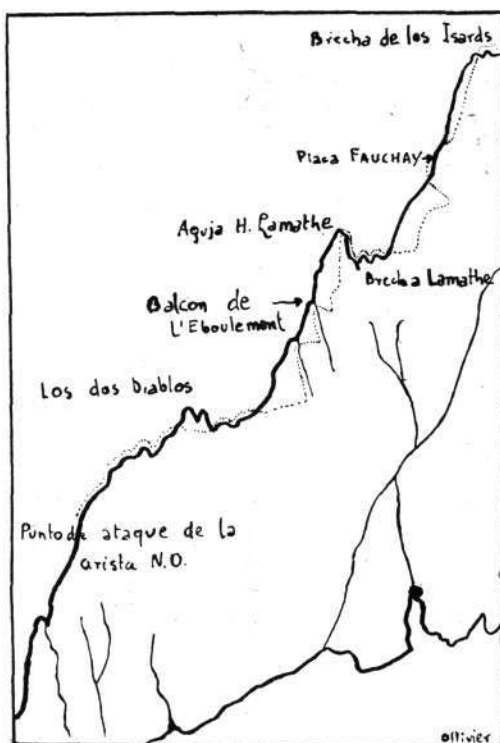 Brecha de los Isards
Placa FAUCHAY
Aguja H. Lamathe
Brecha Lamathe
Balcon de
L'Eboulement
Los dos Diablos
Punto de ataque de la
arista N.O.
ollivier